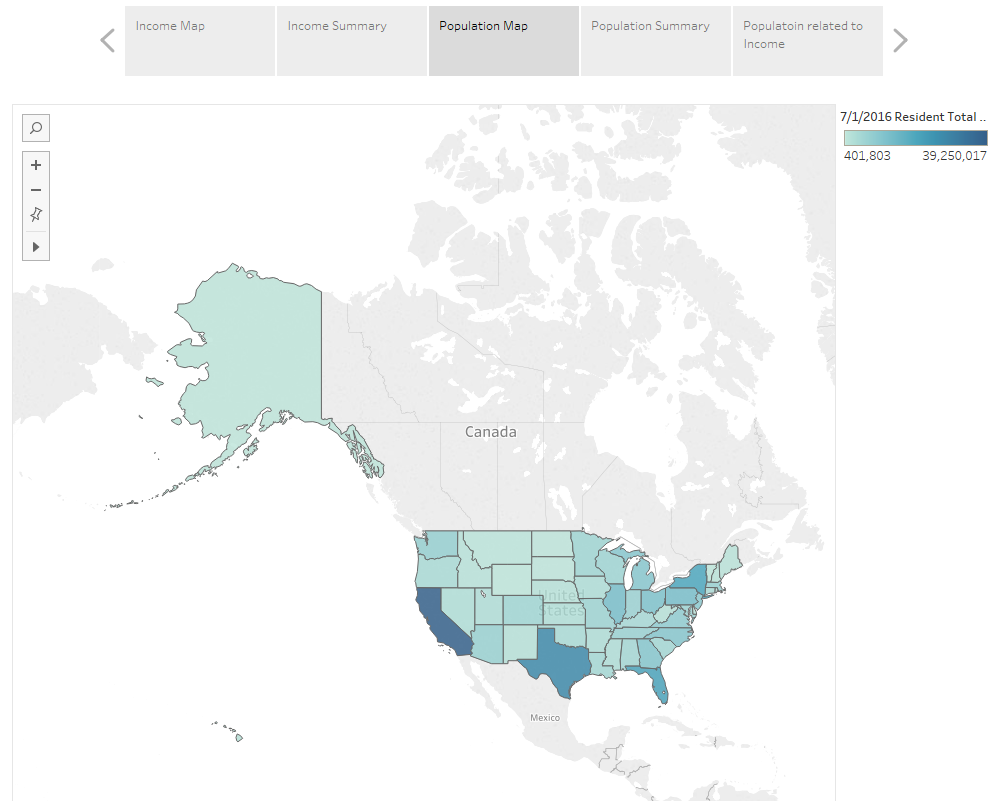 Income Map
Income Summary
Population Map
Population Summary
Populatoin related to
Income
7/1/2016 Resident Total ..
401,803
39,250,017
Canada
United
States
Mexico